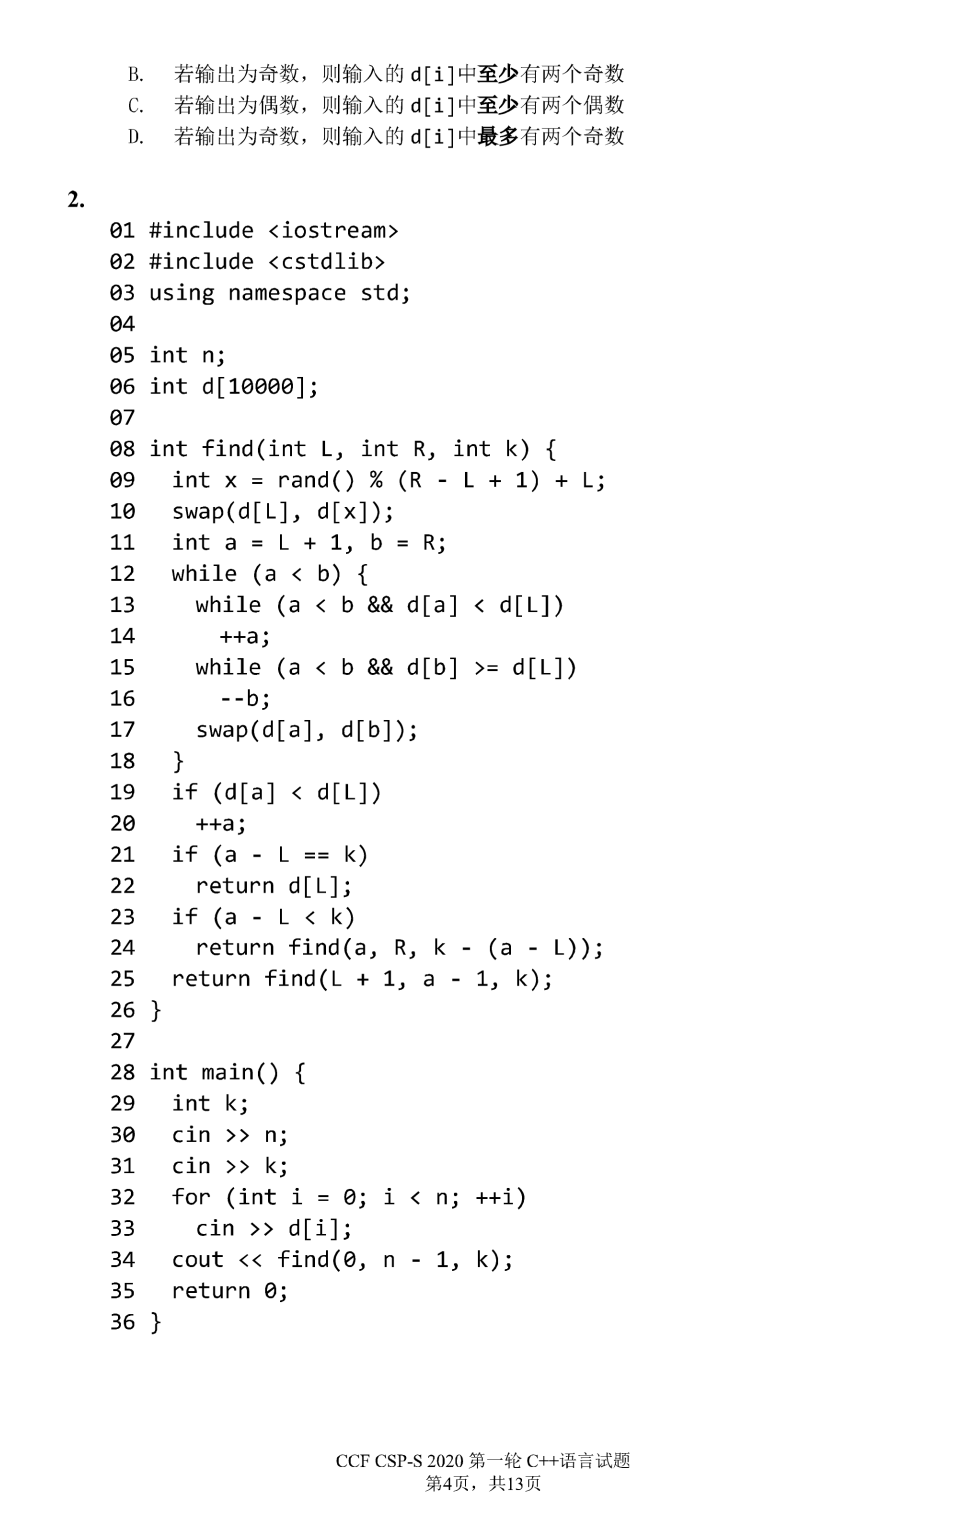 B. 若输出为奇数，则输入的 d[i]中至少有两个奇数
C. 若输出为偶数，则输入的 d[i]中至少有两个偶数
D. 若输出为奇数，则输入的 d[i]中最多有两个奇数
2.
01 #include <iostream>
02 #include <cstdlib>
03 using namespace std;
04
05 int n;
06 int d[10000];
07
08 int find(int L, int R, int k) {
09   int x = rand() % (R - L + 1) + L;
10   swap(d[L], d[x]);
11   int a = L + 1, b = R;
12   while (a < b) {
13     while (a < b && d[a] < d[L])
14       ++a;
15     while (a < b && d[b] >= d[L])
16       --b;
17     swap(d[a], d[b]);
18   }
19   if (d[a] < d[L])
20     ++a;
21   if (a - L == k)
22     return d[L];
23   if (a - L < k)
24     return find(a, R, k - (a - L));
25   return find(L + 1, a - 1, k);
26 }
27
28 int main() {
29   int k;
30   cin >> n;
31   cin >> k;
32   for (int i = 0; i < n; ++i)
33     cin >> d[i];
34   cout << find(0, n - 1, k);
35   return 0;
36 }
CCF CSP-S 2020 第一轮 C++语言试题
第4页，共13页